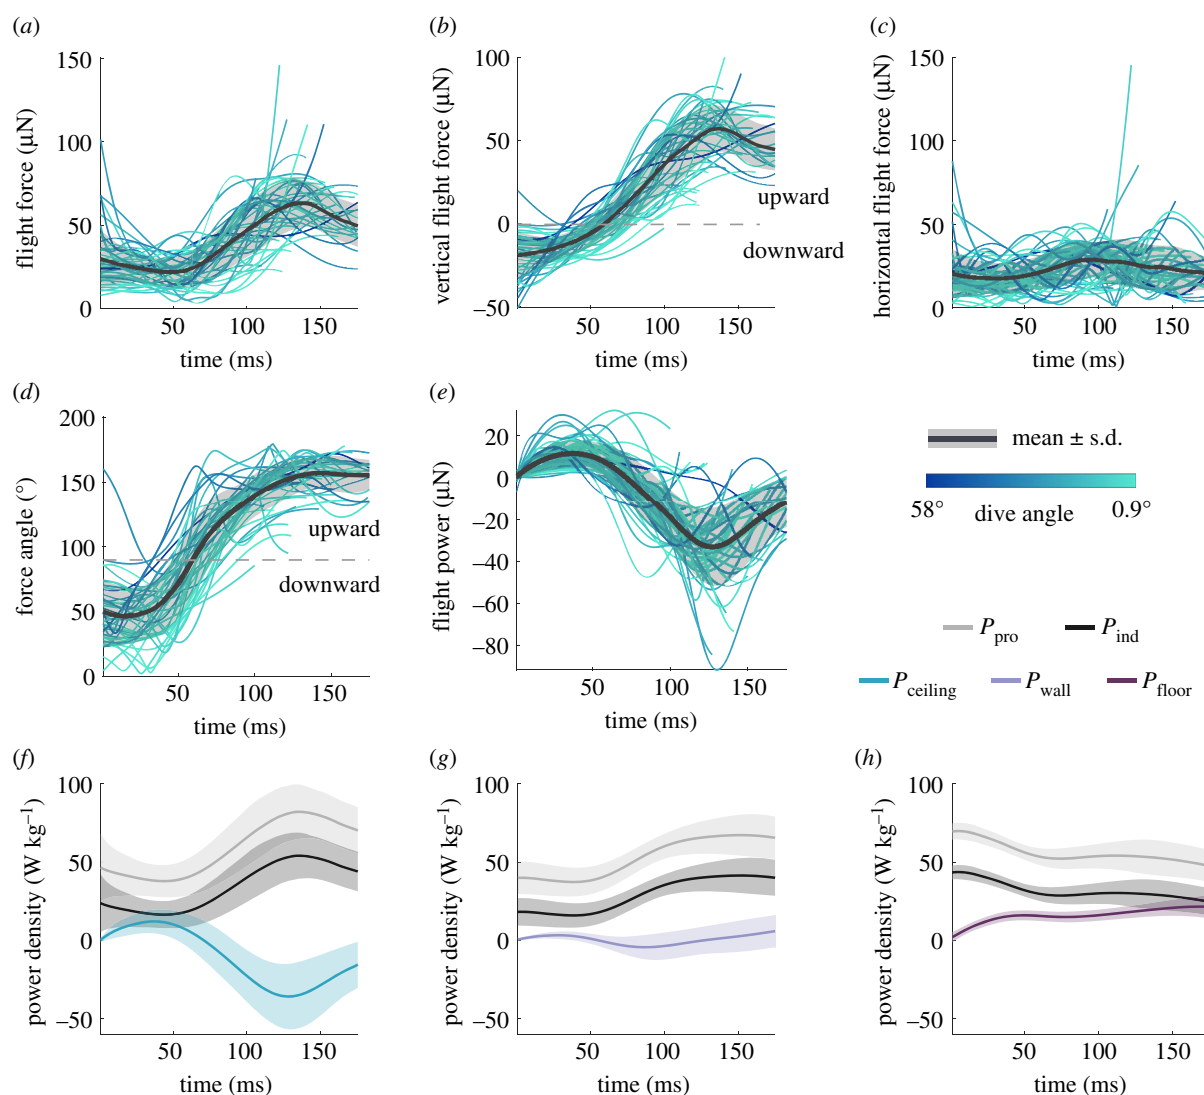 (a)
(b)
(c)
flight force (µN)
150
100
50
0
50
100
150
time (ms)
vertical flight force (µN)
100
50
0
−50
upward
downward
50
100
150
time (ms)
horizontal flight force (µN)
150
100
50
0
50
100
150
time (ms)
(d)
(e)
force angle (°)
200
150
100
50
0
upward
downward
50
100
150
time (ms)
flight power (µN)
20
0
−20
−40
−60
−80
50
100
150
time (ms)
mean ± s.d.
58°
dive angle
0.9°
P_pro
P_ind
P_ceiling
P_wall
P_floor
(f)
(g)
(h)
power density (W kg⁻¹)
100
50
0
−50
50
100
150
time (ms)
power density (W kg⁻¹)
100
50
0
−50
50
100
150
time (ms)
power density (W kg⁻¹)
100
50
0
−50
50
100
150
time (ms)